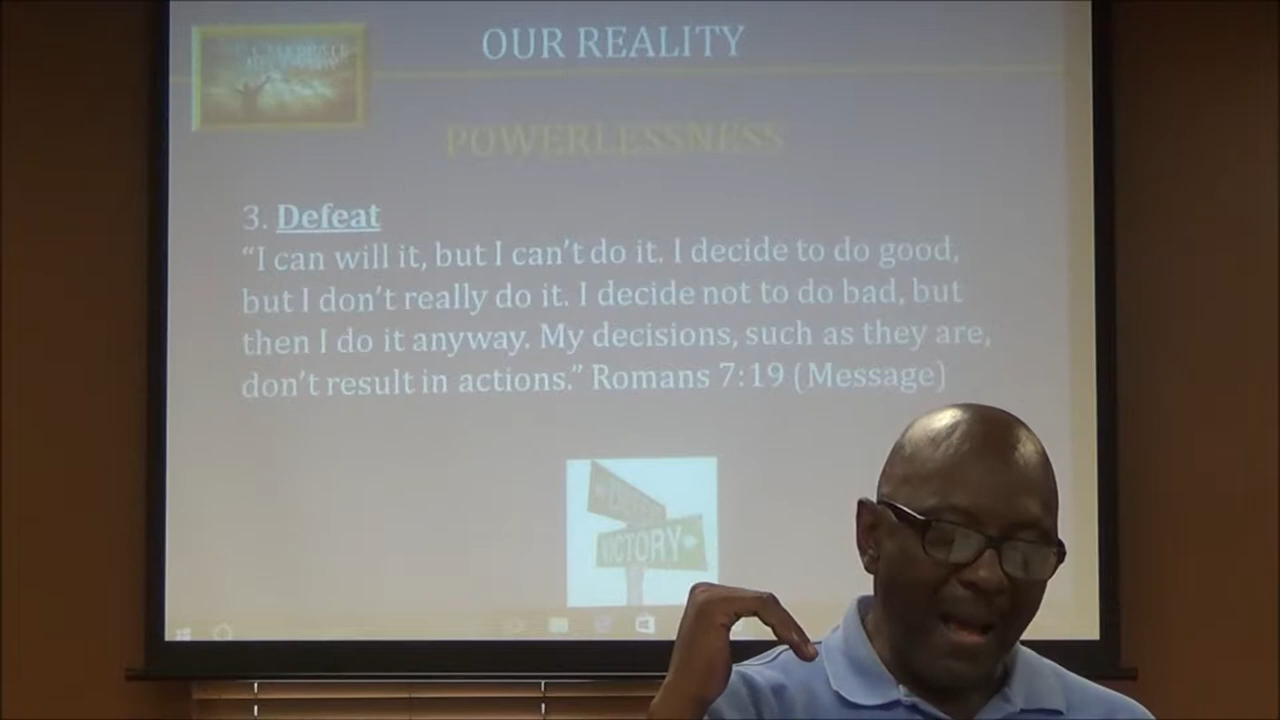 OUR REALITY
POWERLESSNESS
3. Defeat
“I can will it, but I can’t do it. I decide to do good,
but I don’t really do it. I decide not to do bad, but
then I do it anyway. My decisions, such as they are,
don’t result in actions.” Romans 7:19 (Message)
VICTORY